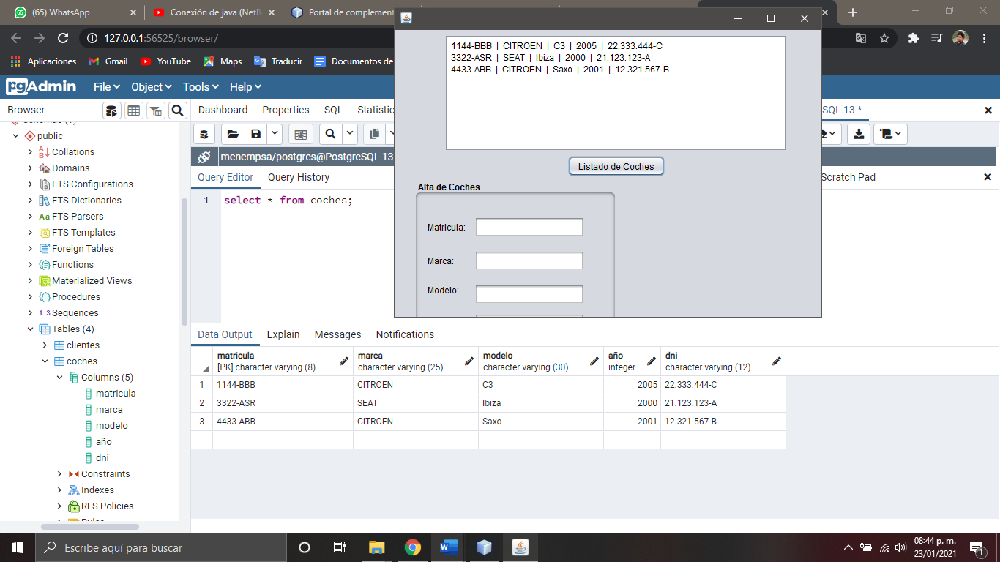 (65) WhatsApp
Conexión de java (NetB
Portal de complement
127.0.0.1:56525/browser/
Aplicaciones
Gmail
YouTube
Maps
Traducir
Documentos de
pgAdmin
File
Object
Tools
Help
Browser
Dashboard
Properties
SQL
Statistic
SQL 13 *
public
Collations
Domains
FTS Configurations
FTS Dictionaries
FTS Parsers
FTS Templates
Foreign Tables
Functions
Materialized Views
Procedures
1..3 Sequences
Tables (4)
clientes
coches
Columns (5)
matricula
marca
modelo
año
dni
Constraints
Indexes
RLS Policies
Rules
menempsa/postgres@PostgreSQL 13
Query Editor
Query History
Scratch Pad
1 select * from coches;
1144-BBB | CITROEN | C3 | 2005 | 22.333.444-C
3322-ASR | SEAT | Ibiza | 2000 | 21.123.123-A
4433-ABB | CITROEN | Saxo | 2001 | 12.321.567-B
Listado de Coches
Alta de Coches
Matricula:
Marca:
Modelo:
Data Output
Explain
Messages
Notifications
matricula
[PK] character varying (8)
marca
character varying (25)
modelo
character varying (30)
año
integer
dni
character varying (12)
1 1144-BBB CITROEN C3 2005 22.333.444-C
2 3322-ASR SEAT Ibiza 2000 21.123.123-A
3 4433-ABB CITROEN Saxo 2001 12.321.567-B
Escribe aquí para buscar
08:44 p. m.
23/01/2021
1